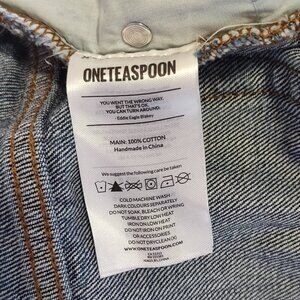 ONETEASPOON
YOU WENT THE WRONG WAY.
BUT THAT'S OK.
YOU CAN TURN AROUND.
- Eddie Eagle Blakey
MAIN: 100% COTTON
Handmade in China
We suggest the following care be taken
COLD MACHINE WASH
DARK COLOURS SEPARATELY
DO NOT SOAK, BLEACH OR WRING
TUMBLE DRY LOW HEAT
IRON ON LOW HEAT
DO NOT IRON ON PRINT
OR ACCESSORIES
DO NOT DRY CLEAN (X)
WWW.ONETEASPOON.COM